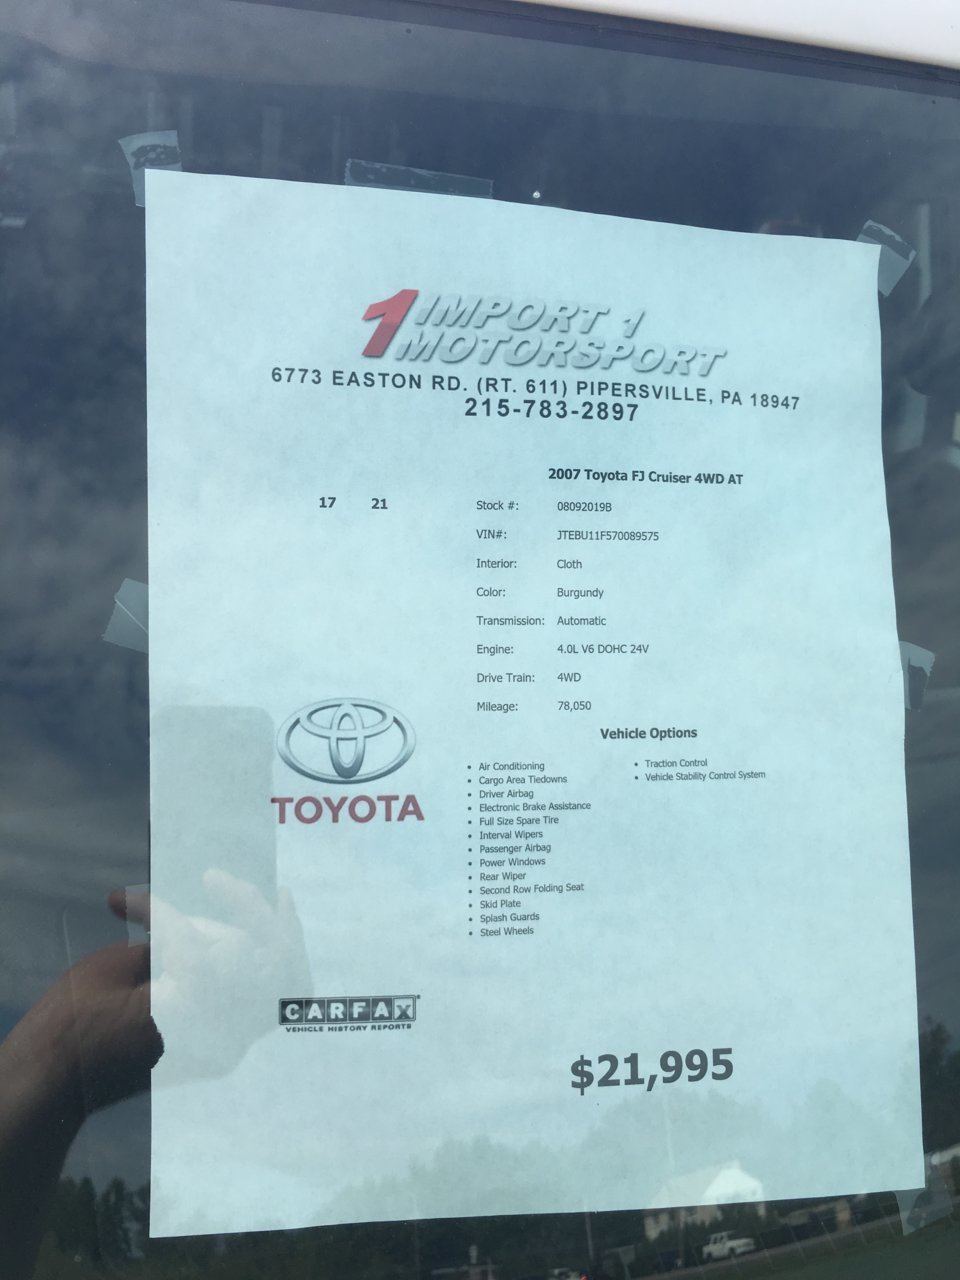 1 IMPORT 1
MOTORSPORT
6773 EASTON RD. (RT. 611) PIPERSVILLE, PA 18947
215-783-2897
2007 Toyota FJ Cruiser 4WD AT
17 21
Stock #: 08092019B
VIN#: JTEBU11F570089575
Interior: Cloth
Color: Burgundy
Transmission: Automatic
Engine: 4.0L V6 DOHC 24V
Drive Train: 4WD
Mileage: 78,050
TOYOTA
Vehicle Options
• Air Conditioning
• Cargo Area Tiedowns
• Driver Airbag
• Electronic Brake Assistance
• Full Size Spare Tire
• Interval Wipers
• Passenger Airbag
• Power Windows
• Rear Wiper
• Second Row Folding Seat
• Skid Plate
• Splash Guards
• Steel Wheels
• Traction Control
• Vehicle Stability Control System
CARFAX
VEHICLE HISTORY REPORTS
$21,995